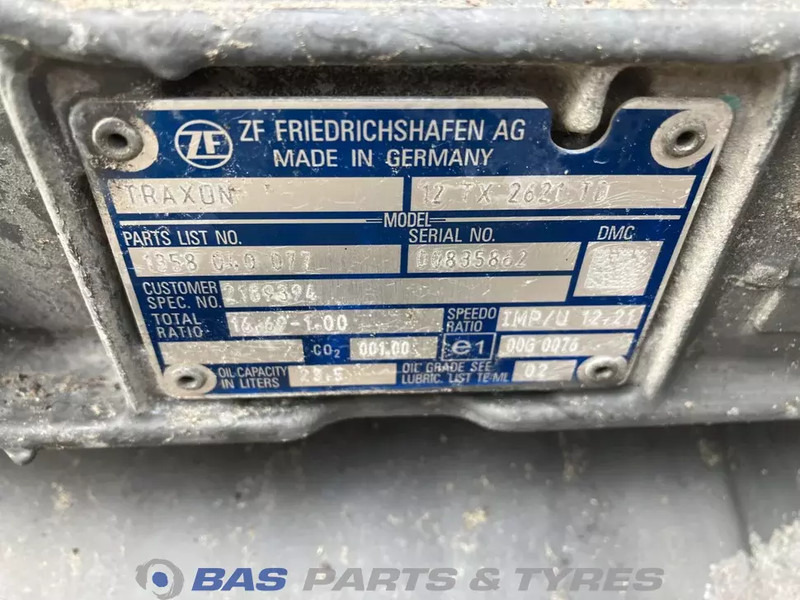 ZF FRIEDRICHSHAFEN AG
MADE IN GERMANY
TRAXON 12 TX 2621 TD
MODEL
PARTS LIST NO. SERIAL NO. DMC
1358 040 077 00835862
CUSTOMER SPEC. NO. 2189394
TOTAL RATIO 16.69-1.00 SPEEDO RATIO IMP/U 12.21
CO2 001.00 e1 00G 0076
OIL CAPACITY IN LITERS 23.5 OIL GRADE SEE LUBRIC. LIST TE-ML 02
BAS PARTS & TYRES